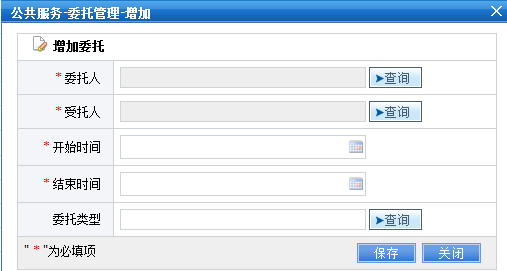 公共服务-委托管理-增加
增加委托
* 委托人 ➤查询
* 受托人 ➤查询
* 开始时间
* 结束时间
委托类型 ➤查询
" * "为必填项 保存 关闭